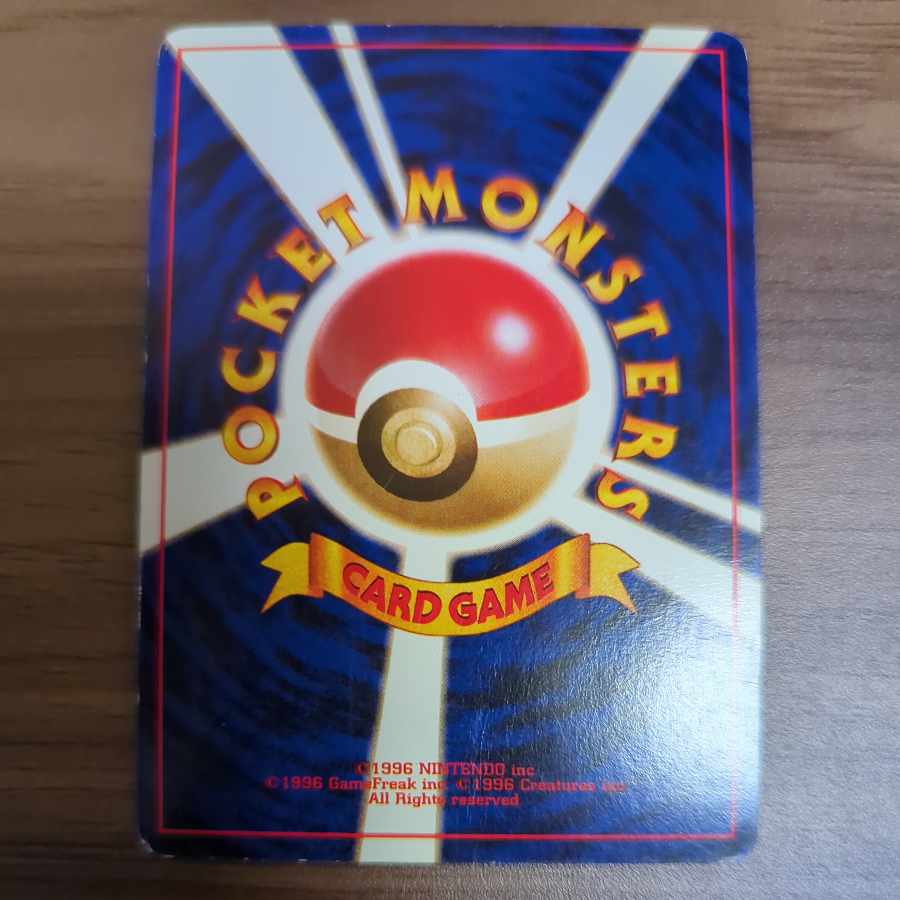 POCKET MONSTERS
CARD GAME
©1996 NINTENDO inc
©1996 GameFreak inc. ©1996 Creatures inc
All Rights reserved